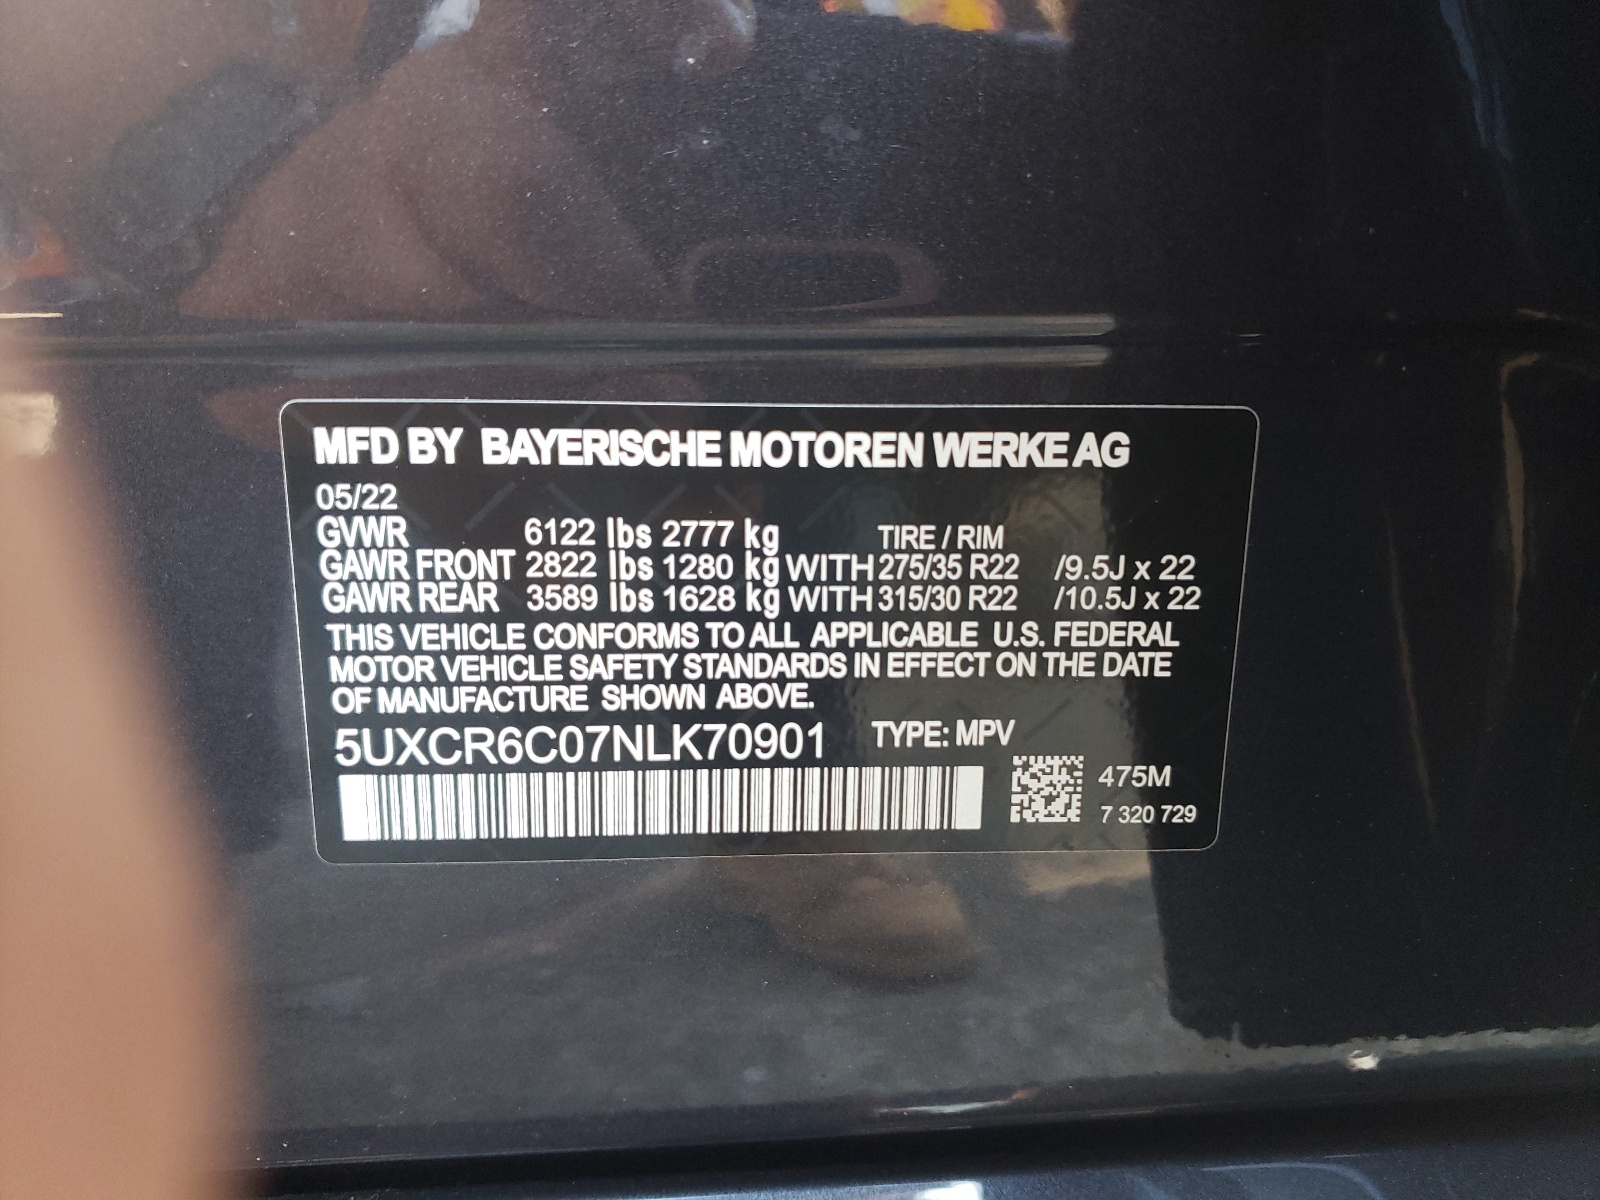 MFD BY BAYERISCHE MOTOREN WERKE AG
05/22
GVWR 6122 lbs 2777 kg TIRE / RIM
GAWR FRONT 2822 lbs 1280 kg WITH 275/35 R22 /9.5J x 22
GAWR REAR 3589 lbs 1628 kg WITH 315/30 R22 /10.5J x 22
THIS VEHICLE CONFORMS TO ALL APPLICABLE U.S. FEDERAL
MOTOR VEHICLE SAFETY STANDARDS IN EFFECT ON THE DATE
OF MANUFACTURE SHOWN ABOVE.
5UXCR6C07NLK70901 TYPE: MPV
475M
7 320 729